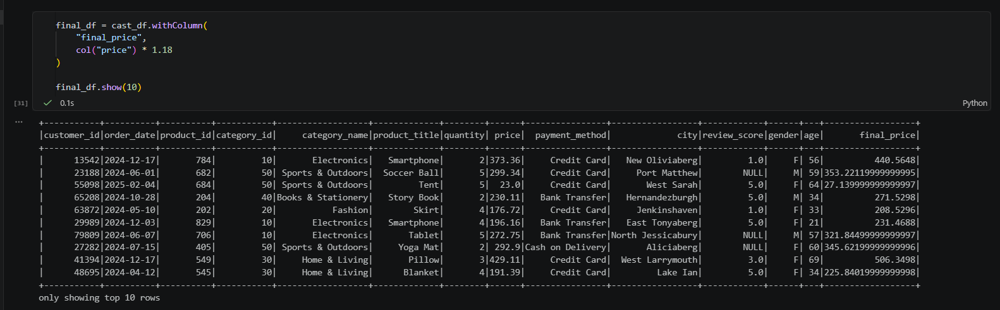 final_df = cast_df.withColumn(
    "final_price",
    col("price") * 1.18
)
final_df.show(10)
[31] ✓ 0.1s Python
...
+-----------+----------+----------+-----------+------------------+-------------+--------+------+----------------+-----------------+------------+------+---+------------------+
|customer_id|order_date|product_id|category_id|     category_name|product_title|quantity| price|  payment_method|             city|review_score|gender|age|       final_price|
+-----------+----------+----------+-----------+------------------+-------------+--------+------+----------------+-----------------+------------+------+---+------------------+
|      13542|2024-12-17|       784|         10|       Electronics|   Smartphone|       2|373.36|     Credit Card|   New Oliviaberg|         1.0|     F| 56|          440.5648|
|      23188|2024-06-01|       682|         50| Sports & Outdoors|  Soccer Ball|       5|299.34|     Credit Card|     Port Matthew|        NULL|     M| 59|353.22119999999995|
|      55098|2025-02-04|       684|         50| Sports & Outdoors|         Tent|       5|  23.0|     Credit Card|       West Sarah|         5.0|     F| 64|27.139999999999997|
|      65208|2024-10-28|       204|         40|Books & Stationery|   Story Book|       2|230.11|   Bank Transfer|    Hernandezburgh|         5.0|     M| 34|          271.5298|
|      63872|2024-05-10|       202|         20|           Fashion|        Skirt|       4|176.72|     Credit Card|     Jenkinshaven|         1.0|     F| 33|          208.5296|
|      29989|2024-12-03|       829|         10|       Electronics|   Smartphone|       4|196.16|   Bank Transfer|   East Tonyaberg|         5.0|     F| 21|          231.4688|
|      79809|2024-06-07|       706|         10|       Electronics|       Tablet|       5|272.75|   Bank Transfer|North Jessicabury|        NULL|     M| 57|321.84499999999997|
|      27282|2024-07-15|       405|         50| Sports & Outdoors|     Yoga Mat|       2| 292.9|Cash on Delivery|      Aliciaberg|        NULL|     F| 60|345.62199999999996|
|      41394|2024-12-17|       549|         30|     Home & Living|       Pillow|       3|429.11|     Credit Card|  West Larrymouth|         3.0|     F| 69|          506.3498|
|      48695|2024-04-12|       545|         30|     Home & Living|      Blanket|       4|191.39|     Credit Card|         Lake Ian|         5.0|     F| 34|225.84019999999998|
+-----------+----------+----------+-----------+------------------+-------------+--------+------+----------------+-----------------+------------+------+---+------------------+
only showing top 10 rows